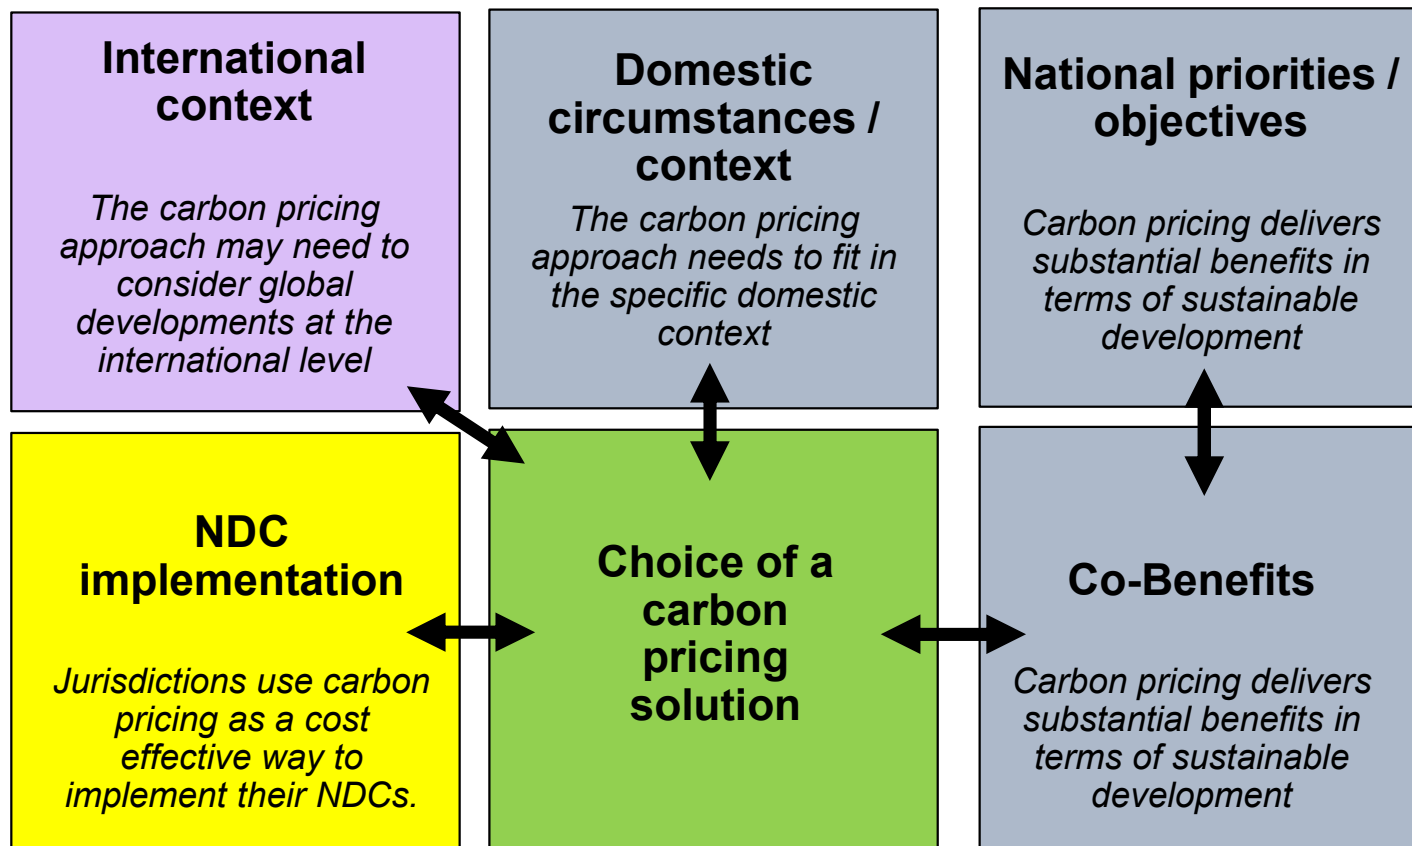 International
context
The carbon pricing
approach may need to
consider global
developments at the
international level
Domestic
circumstances /
context
The carbon pricing
approach needs to fit in
the specific domestic
context
National priorities /
objectives
Carbon pricing delivers
substantial benefits in
terms of sustainable
development
NDC
implementation
Jurisdictions use carbon
pricing as a cost
effective way to
implement their NDCs.
Choice of a
carbon
pricing
solution
Co-Benefits
Carbon pricing delivers
substantial benefits in
terms of sustainable
development